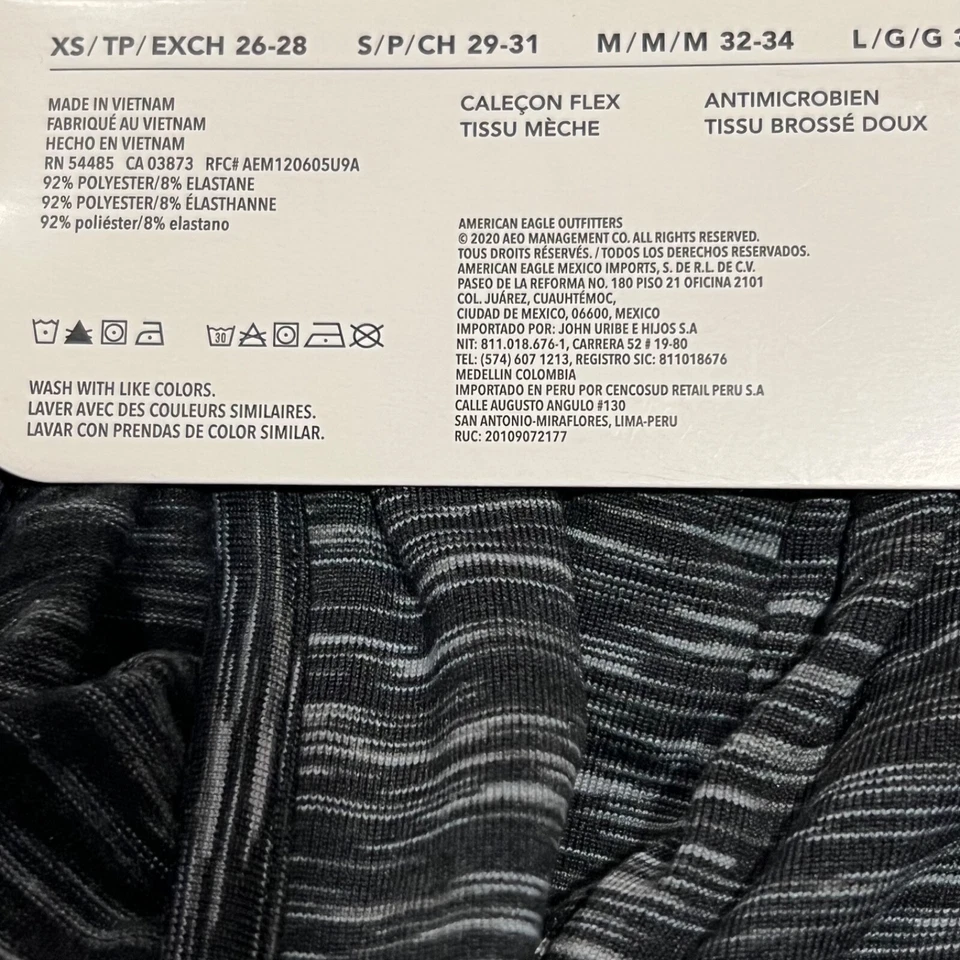 XS/TP/EXCH 26-28 S/P/CH 29-31 M/M/M 32-34 L/G/G
MADE IN VIETNAM
FABRIQUÉ AU VIETNAM
HECHO EN VIETNAM
RN 54485 CA 03873 RFC# AEM120605U9A
92% POLYESTER/8% ELASTANE
92% POLYESTER/8% ÉLASTHANNE
92% poliéster/8% elastano
30
WASH WITH LIKE COLORS.
LAVER AVEC DES COULEURS SIMILAIRES.
LAVAR CON PRENDAS DE COLOR SIMILAR.
CALEÇON FLEX
TISSU MÈCHE
ANTIMICROBIEN
TISSU BROSSÉ DOUX
AMERICAN EAGLE OUTFITTERS
© 2020 AEO MANAGEMENT CO. ALL RIGHTS RESERVED.
TOUS DROITS RÉSERVÉS. / TODOS LOS DERECHOS RESERVADOS.
AMERICAN EAGLE MEXICO IMPORTS, S. DE R.L. DE C.V.
PASEO DE LA REFORMA NO. 180 PISO 21 OFICINA 2101
COL. JUÁREZ, CUAUHTÉMOC,
CIUDAD DE MEXICO, 06600, MEXICO
IMPORTADO POR: JOHN URIBE E HIJOS S.A
NIT: 811.018.676-1, CARRERA 52 # 19-80
TEL: (574) 607 1213, REGISTRO SIC: 811018676
MEDELLIN COLOMBIA
IMPORTADO EN PERU POR CENCOSUD RETAIL PERU S.A
CALLE AUGUSTO ANGULO #130
SAN ANTONIO-MIRAFLORES, LIMA-PERU
RUC: 20109072177